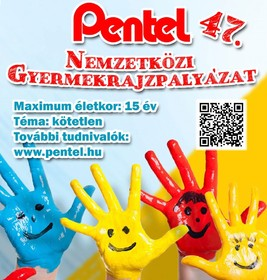 Pentel 47.
Nemzetközi
Gyermekrajzpályázat
Maximum életkor: 15 év
Téma: kötetlen
További tudnivalók:
www.pentel.hu